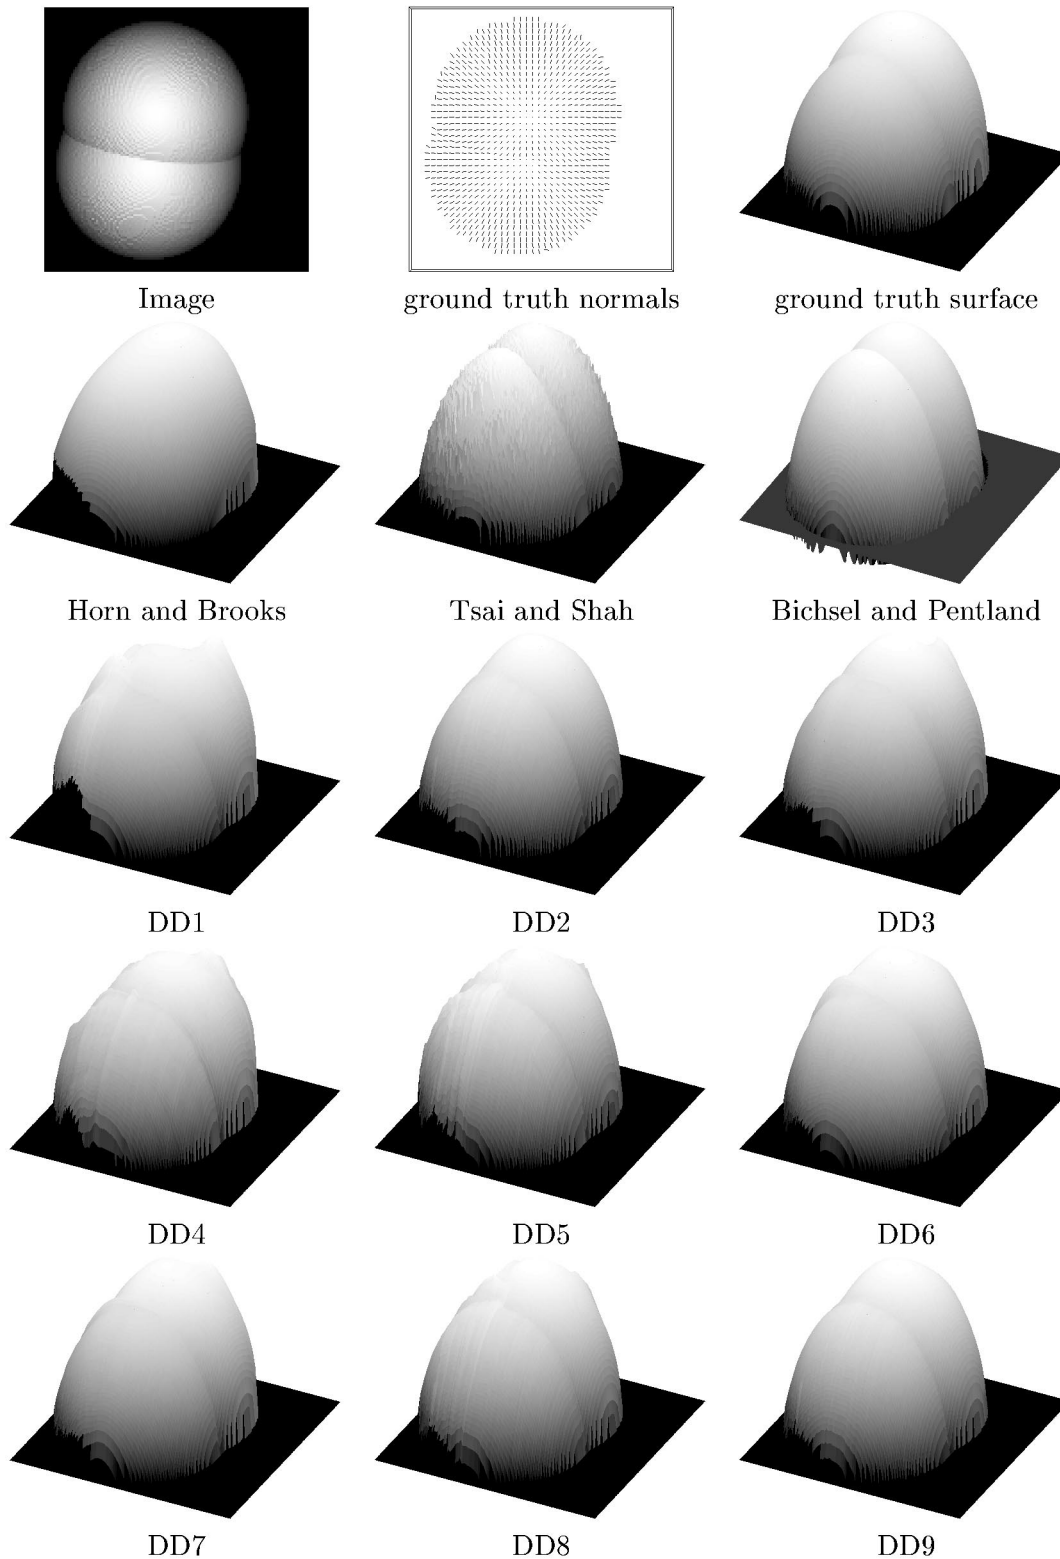 Image
ground truth normals
ground truth surface
Horn and Brooks
Tsai and Shah
Bichsel and Pentland
DD1
DD2
DD3
DD4
DD5
DD6
DD7
DD8
DD9